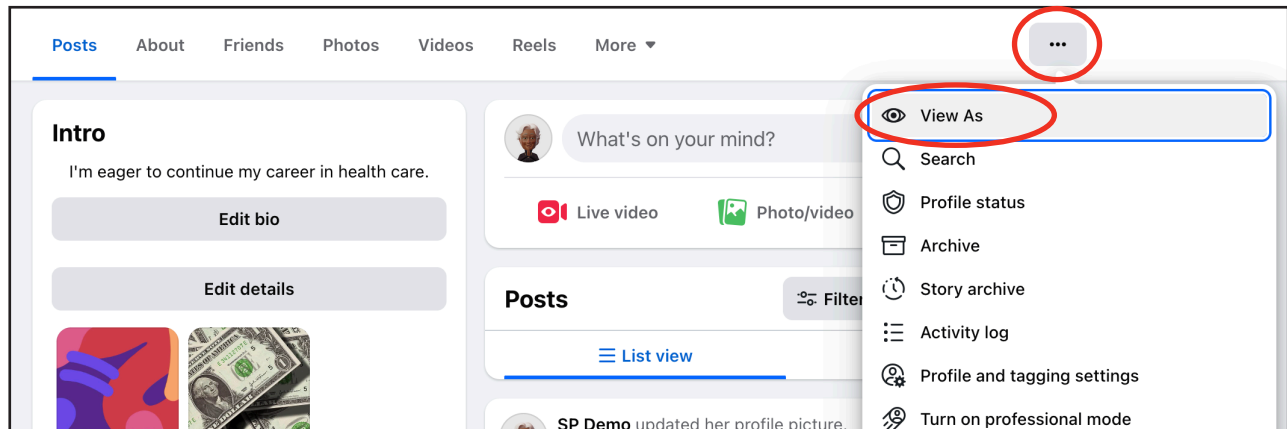 Posts About Friends Photos Videos Reels More
Intro
I'm eager to continue my career in health care.
Edit bio
Edit details
What's on your mind?
Live video Photo/video
Posts
Filter
List view
SP Demo updated her profile picture.
View As
Search
Profile status
Archive
Story archive
Activity log
Profile and tagging settings
Turn on professional mode